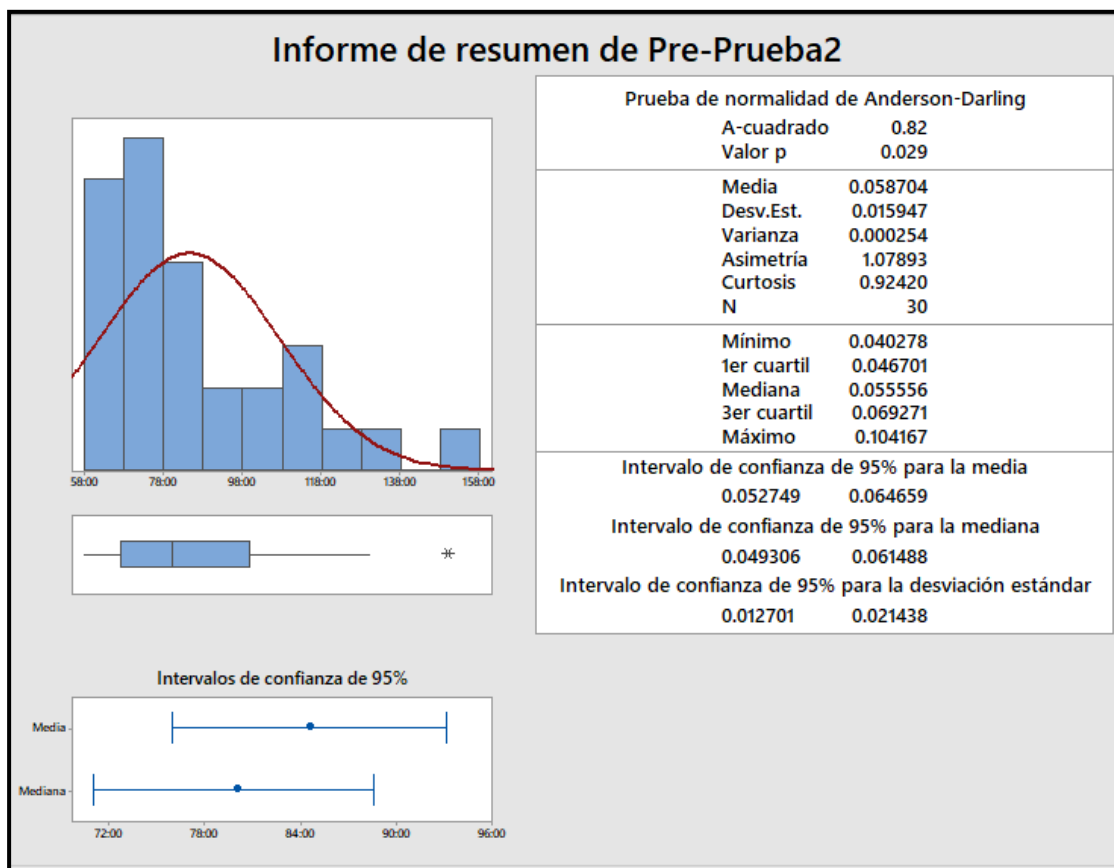 Informe de resumen de Pre-Prueba2
58:00 78:00 98:00 118:00 138:00 158:00
Intervalos de confianza de 95%
Media
Mediana
72:00 78:00 84:00 90:00 96:00
Prueba de normalidad de Anderson-Darling
A-cuadrado 0.82
Valor p 0.029
Media 0.058704
Desv.Est. 0.015947
Varianza 0.000254
Asimetría 1.07893
Curtosis 0.92420
N 30
Mínimo 0.040278
1er cuartil 0.046701
Mediana 0.055556
3er cuartil 0.069271
Máximo 0.104167
Intervalo de confianza de 95% para la media
0.052749 0.064659
Intervalo de confianza de 95% para la mediana
0.049306 0.061488
Intervalo de confianza de 95% para la desviación estándar
0.012701 0.021438